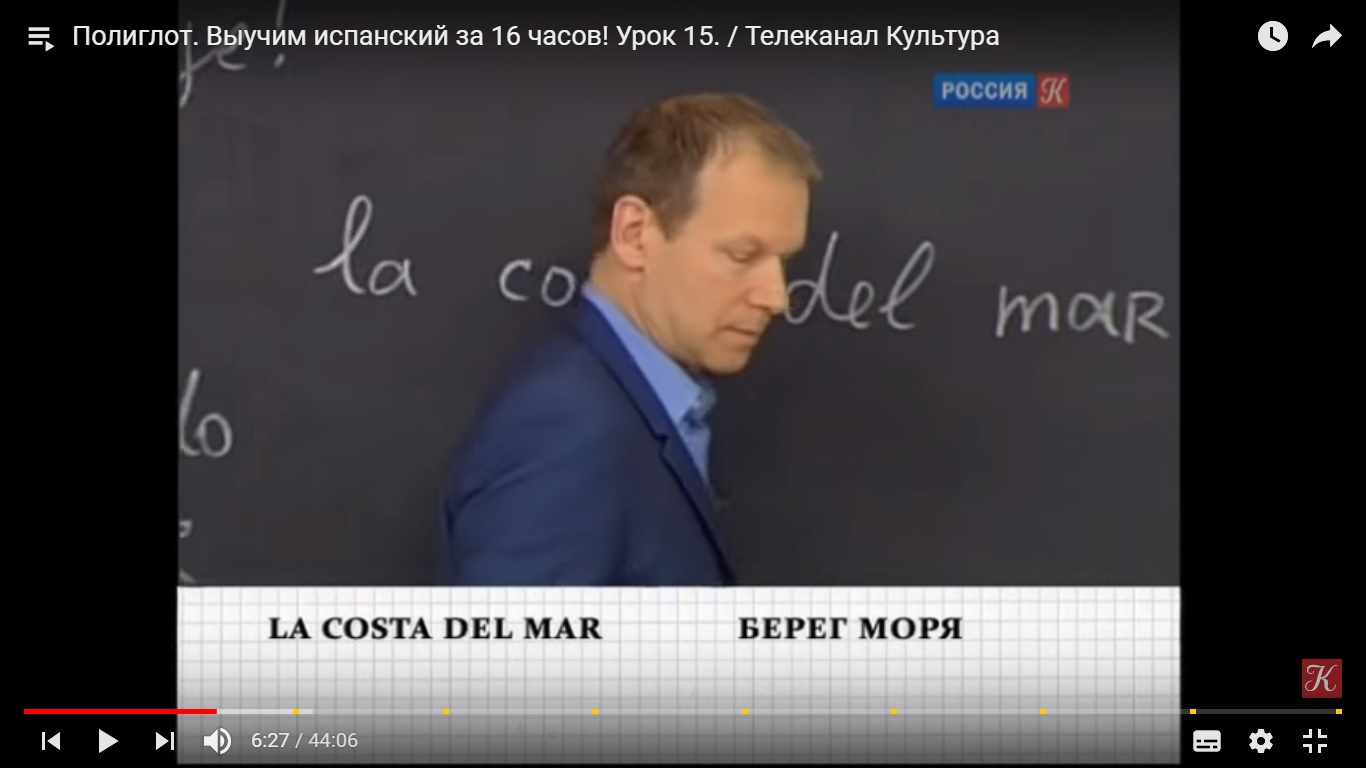 Полиглот. Выучим испанский за 16 часов! Урок 15. / Телеканал Культура
РОССИЯ К
la co del mar
lo
LA COSTA DEL MAR БЕРЕГ МОРЯ
К
6:27 / 44:06